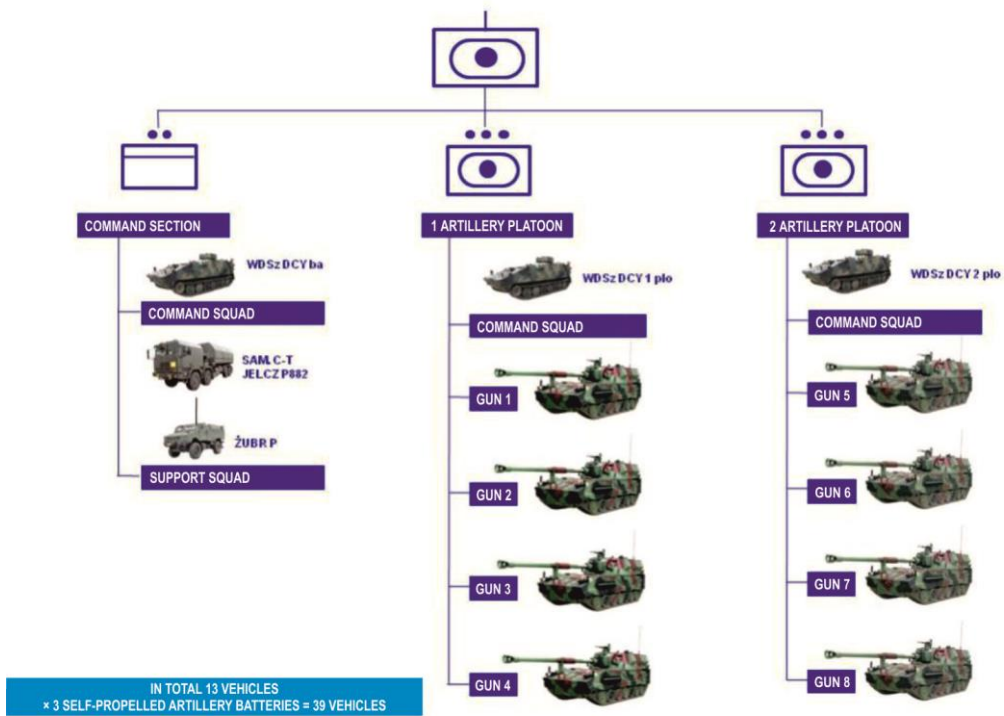 COMMAND SECTION
WDSz DCY ba
COMMAND SQUAD
SAM. C-T
JELCZ P882
ŻUBR P
SUPPORT SQUAD
1 ARTILLERY PLATOON
WDSz DCY 1 plo
COMMAND SQUAD
GUN 1
GUN 2
GUN 3
GUN 4
2 ARTILLERY PLATOON
WDSz DCY 2 plo
COMMAND SQUAD
GUN 5
GUN 6
GUN 7
GUN 8
IN TOTAL 13 VEHICLES
× 3 SELF-PROPELLED ARTILLERY BATTERIES = 39 VEHICLES